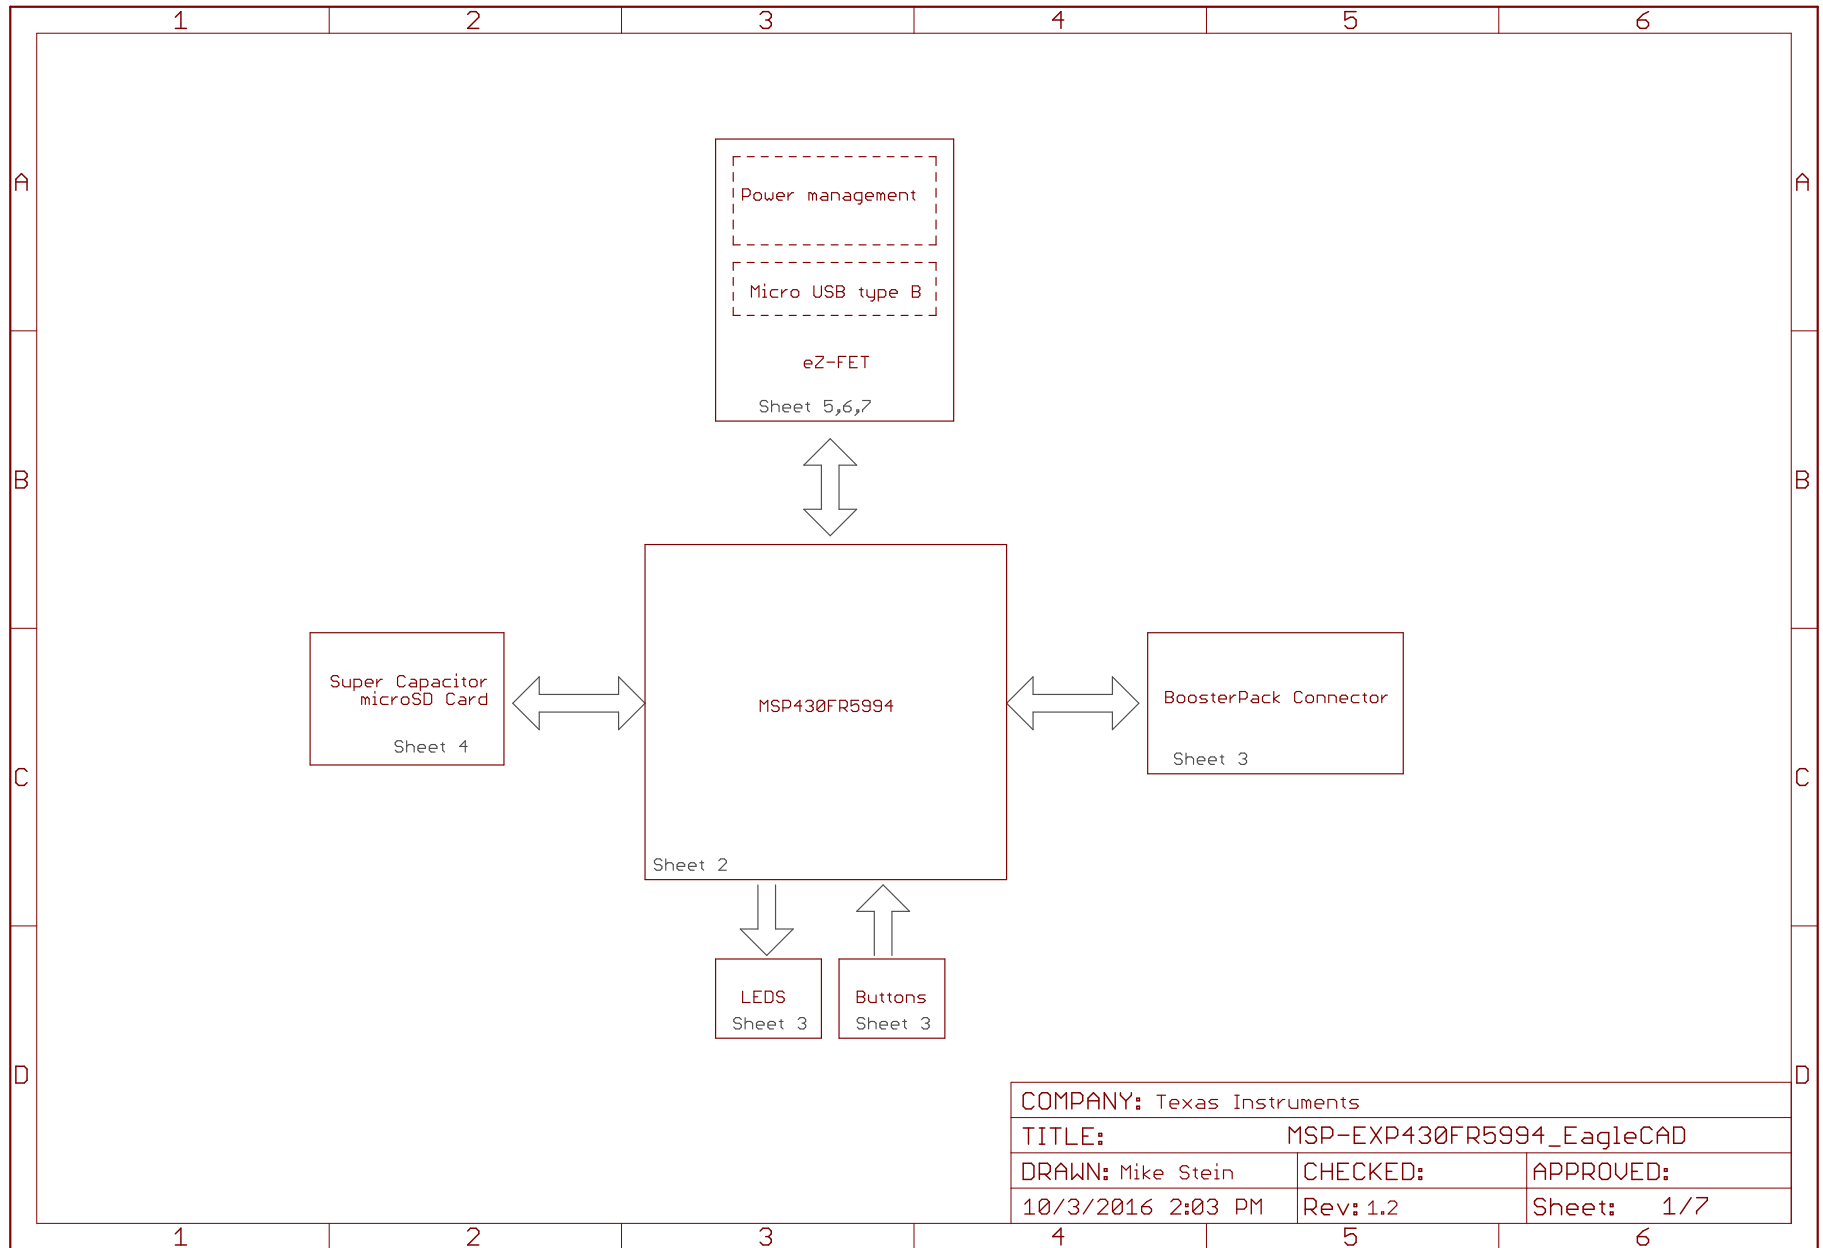 1 2 3 4 5 6
A A
Power management
Micro USB type B
eZ-FET
Sheet 5,6,7
B B
Super Capacitor
microSD Card
Sheet 4
MSP430FR5994
Sheet 2
BoosterPack Connector
Sheet 3
C C
LEDS
Sheet 3
Buttons
Sheet 3
D D
COMPANY: Texas Instruments
TITLE: MSP-EXP430FR5994_EagleCAD
DRAWN: Mike Stein CHECKED: APPROVED:
10/3/2016 2:03 PM Rev: 1.2 Sheet: 1/7
1 2 3 4 5 6